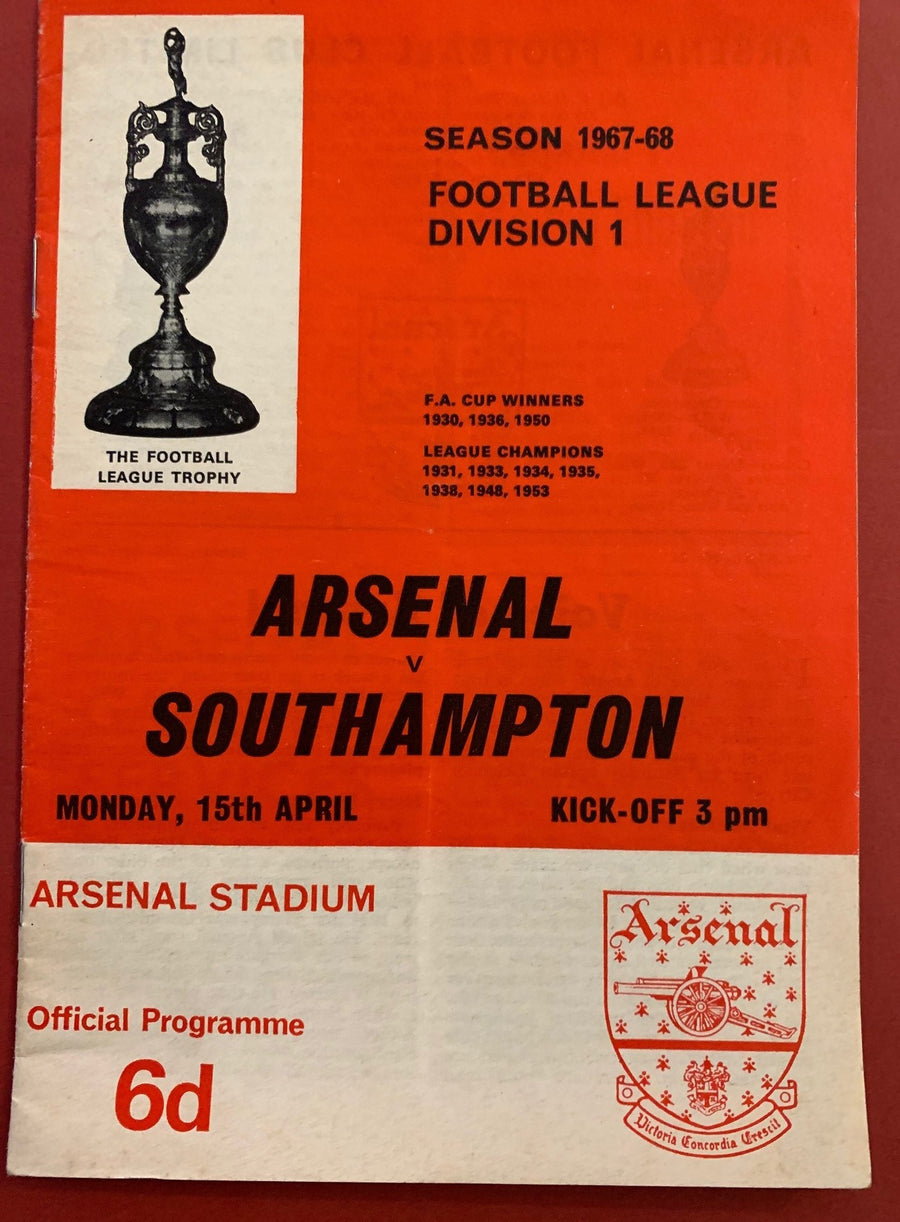 THE FOOTBALL
LEAGUE TROPHY
SEASON 1967-68
FOOTBALL LEAGUE
DIVISION 1
F.A. CUP WINNERS
1930, 1936, 1950
LEAGUE CHAMPIONS
1931, 1933, 1934, 1935,
1938, 1948, 1953
ARSENAL
V
SOUTHAMPTON
MONDAY, 15th APRIL KICK-OFF 3 pm
ARSENAL STADIUM
Official Programme
6d
Arsenal
Victoria Concordia Crescit